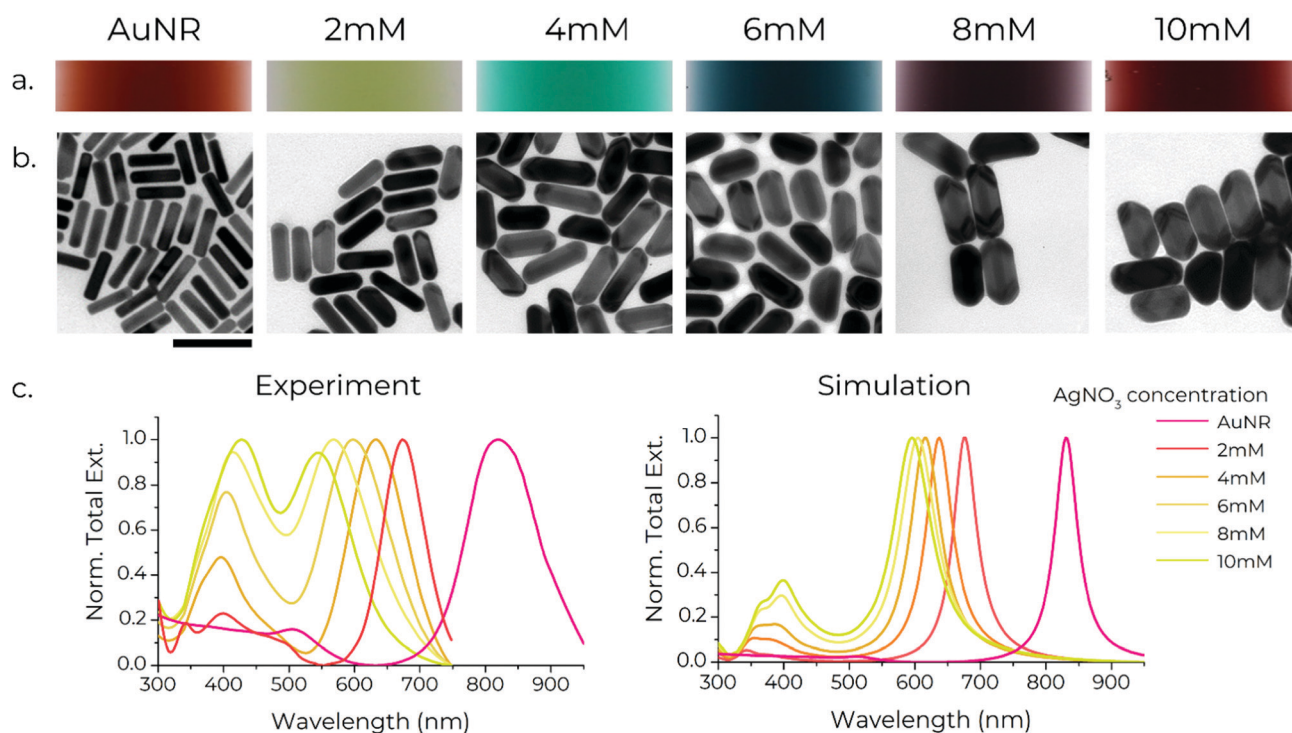 AuNR 2mM 4mM 6mM 8mM 10mM
a.
b.
c.
Experiment
Norm. Total Ext.
1.0
0.8
0.6
0.4
0.2
0.0
300 400 500 600 700 800 900
Wavelength (nm)
Simulation
Norm. Total Ext.
1.0
0.8
0.6
0.4
0.2
0.0
300 400 500 600 700 800 900
Wavelength (nm)
AgNO₃ concentration
AuNR
2mM
4mM
6mM
8mM
10mM